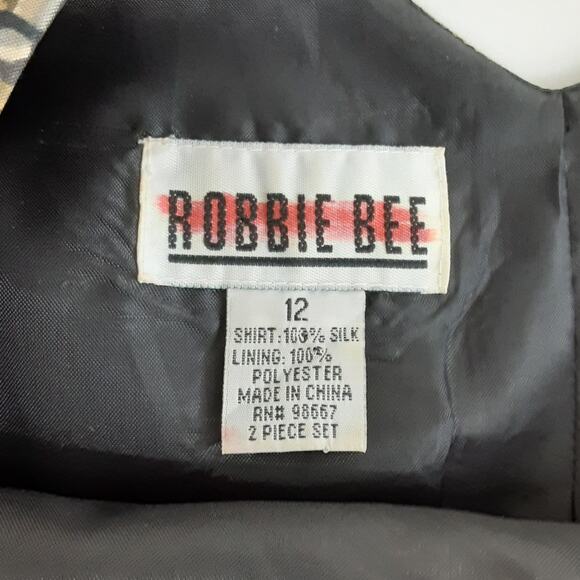 ROBBIE BEE
12
SHIRT: 100% SILK
LINING: 100%
POLYESTER
MADE IN CHINA
RN# 98667
2 PIECE SET